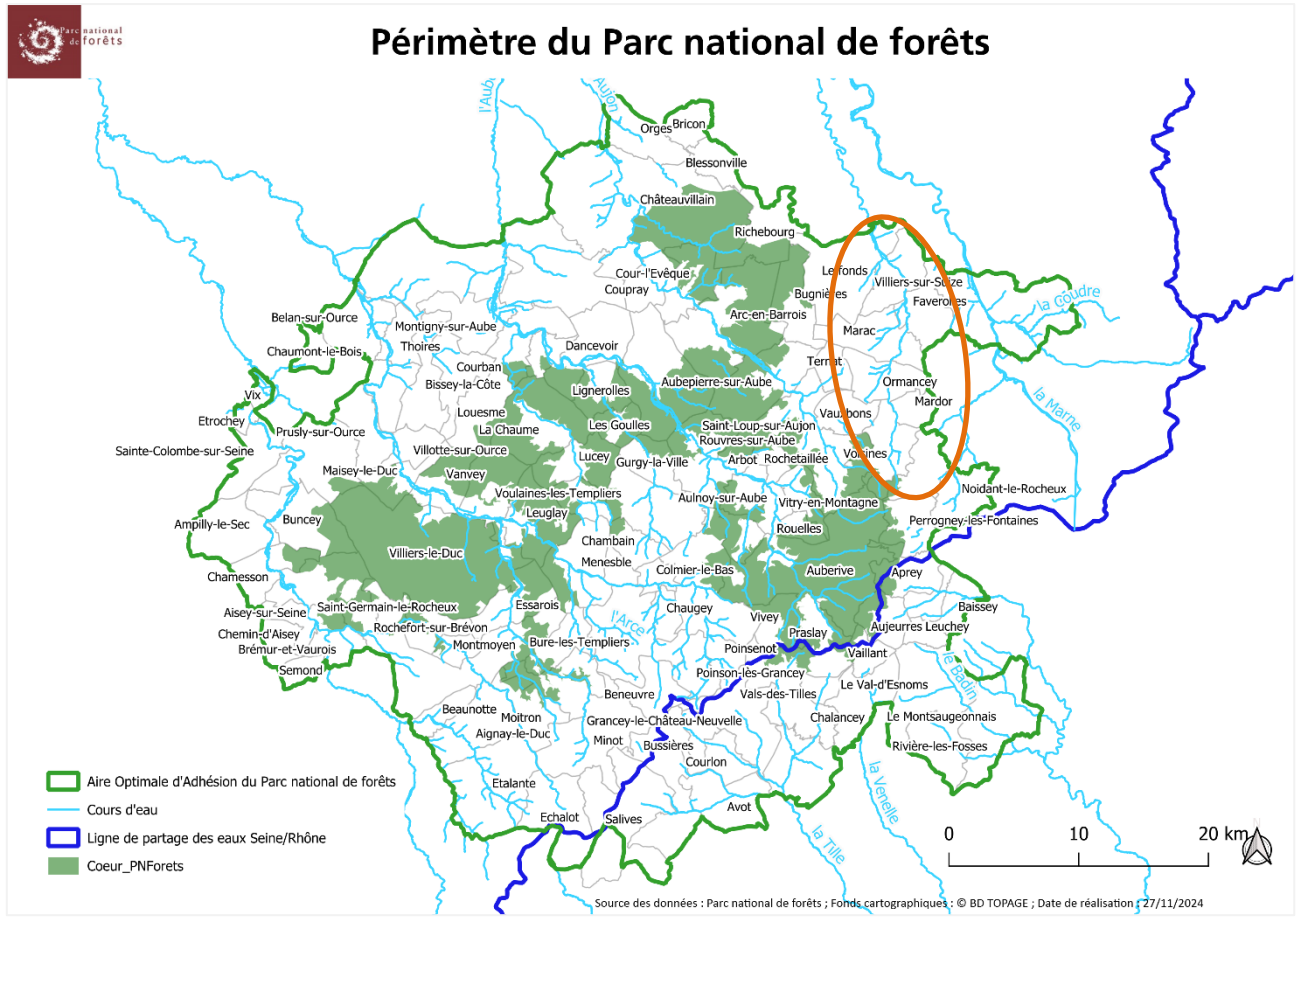 Parc national
de forêts
Périmètre du Parc national de forêts
l'Aube
Aujon
Orges
Bricon
Blessonville
Châteauvillain
Richebourg
Cour-l'Evêque
Coupray
Leffonds
Villiers-sur-Suize
Bugnières
Faverolles
la Coudre
Arc-en-Barrois
Belan-sur-Ource
Montigny-sur-Aube
Marac
Thoires
Dancevoir
Chaumont-le-Bois
Ternat
Courban
Bissey-la-Côte
Aubepierre-sur-Aube
Ormancey
Lignerolles
Vix
Mardor
la Marne
Louesme
Vauxbons
Etrochey
Les Goulles
Saint-Loup-sur-Aujon
La Chaume
Prusly-sur-Ource
Rouvres-sur-Aube
Sainte-Colombe-sur-Seine
Villotte-sur-Ource
Lucey
Gurgy-la-Ville
Arbot
Rochetaillée
Voisines
Maisey-le-Duc
Vanvey
Noidant-le-Rocheux
Voulaines-les-Templiers
Aulnoy-sur-Aube
Vitry-en-Montagne
Leuglay
Ampilly-le-Sec
Buncey
Rouelles
Perrogney-les-Fontaines
Chambain
Villiers-le-Duc
Menesble
Colmier-le-Bas
Auberive
Aprey
Chamesson
Saint-Germain-le-Rocheux
Essarois
Chaugey
Baissey
Aisey-sur-Seine
l'Arce
Vivey
Rochefort-sur-Brévon
Aujeurres
Leuchey
Chemin-d'Aisey
Praslay
Brémur-et-Vaurois
Montmoyen
Bure-les-Templiers
Poinsenot
Vaillant
Semond
Poinson-lès-Grancey
le Badin
Le Val-d'Esnoms
Beneuvre
Vals-des-Tilles
Beaunotte
Moitron
Grancey-le-Château-Neuvelle
Chalancey
Le Montsaugeonnais
Aignay-le-Duc
Minot
Bussières
Rivière-les-Fosses
Courlon
Etalante
la Venelle
Avot
Echalot
Salives
la Tille
Aire Optimale d'Adhésion du Parc national de forêts
Cours d'eau
Ligne de partage des eaux Seine/Rhône
Coeur_PNForets
0 10 20 km
N
Source des données : Parc national de forêts ; Fonds cartographiques : © BD TOPAGE ; Date de réalisation : 27/11/2024